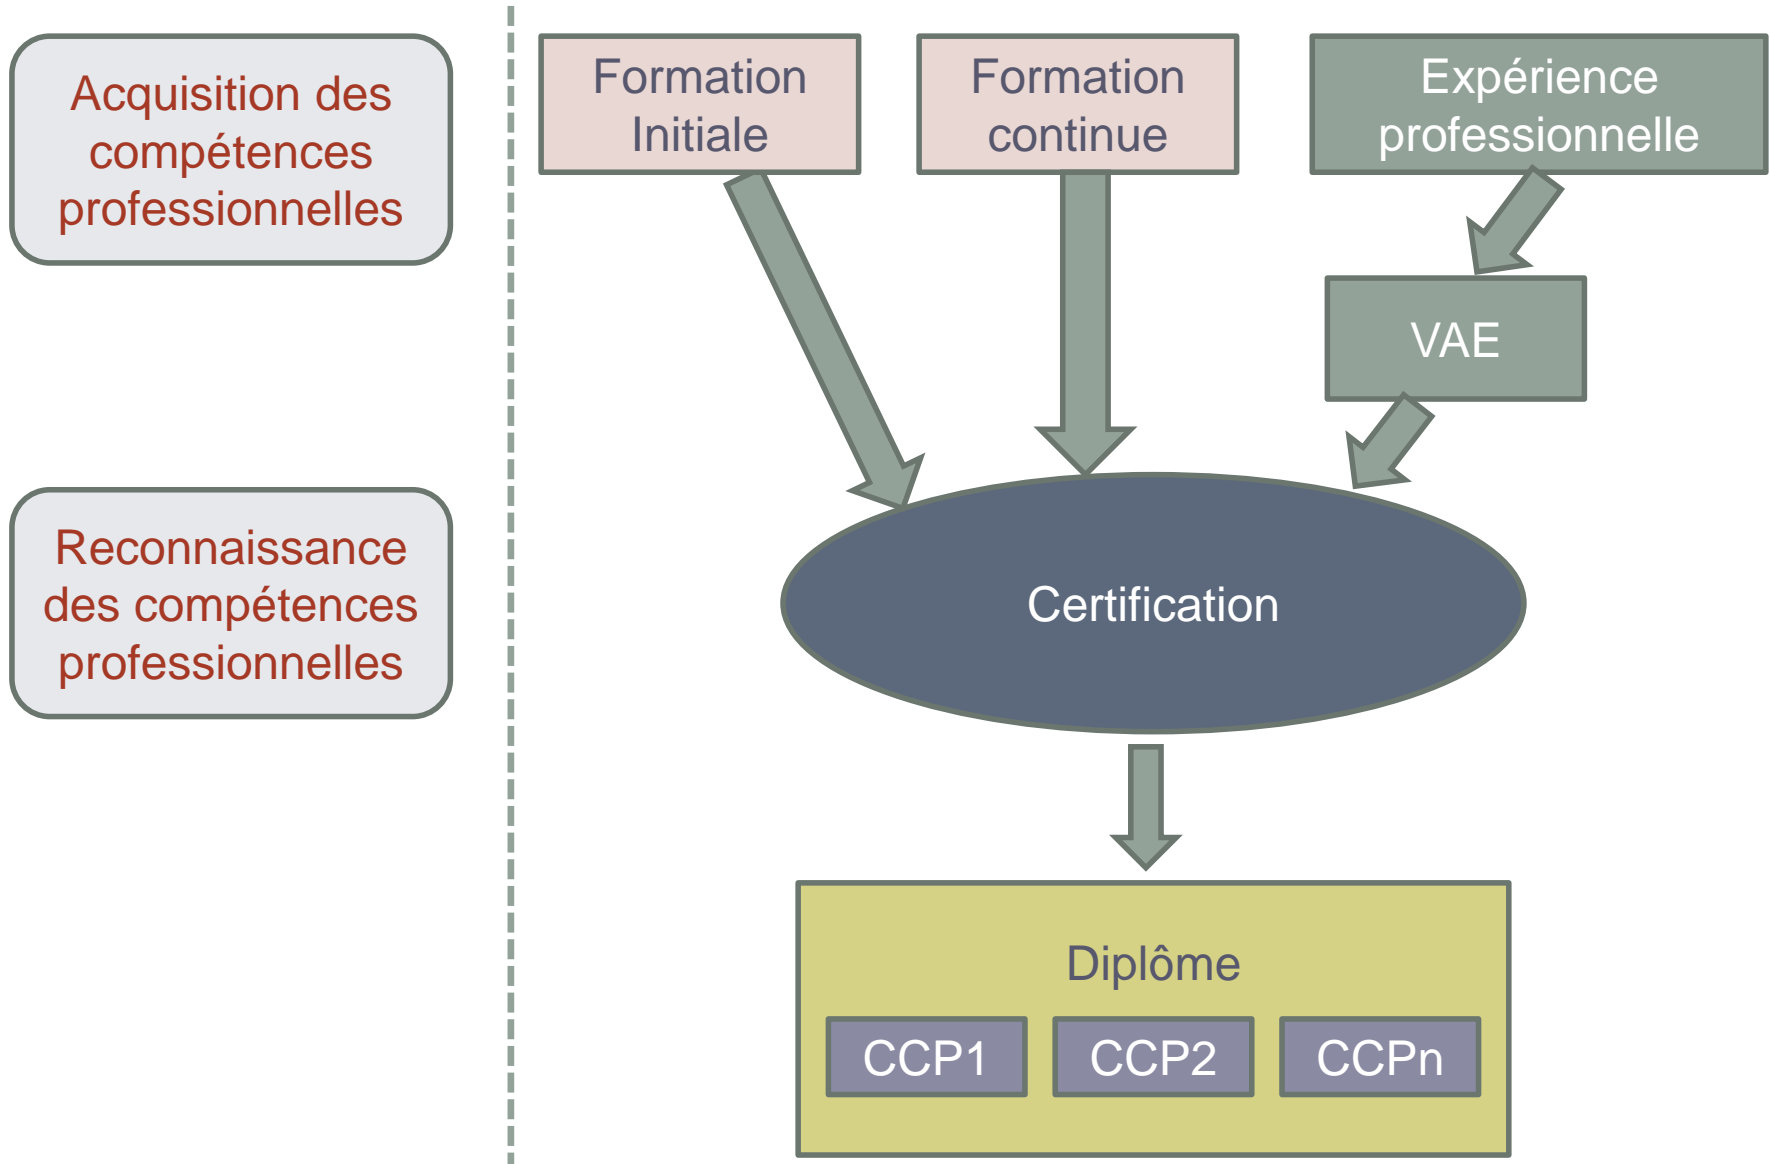 Acquisition des
compétences
professionnelles
Formation
Initiale
Formation
continue
Expérience
professionnelle
VAE
Reconnaissance
des compétences
professionnelles
Certification
Diplôme
CCP1
CCP2
CCPn